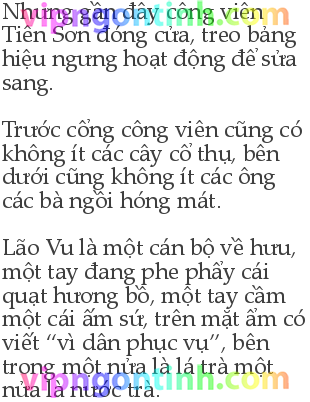 Nhưng gần đây công viên
Tiên Sơn đóng cửa, treo bảng
hiệu ngưng hoạt động để sửa
sang.
Trước cổng công viên cũng có
không ít các cây cổ thụ, bên
dưới cũng không ít các ông
các bà ngồi hóng mát.
Lão Vu là một cán bộ về hưu,
một tay đang phe phẩy cái
quạt hương bồ, một tay cầm
một cái ấm sứ, trên mặt ấm có
viết “vì dân phục vụ”, bên
trong một nửa là lá trà một
nửa là nước trà.
vipngontinh.com
vipngontinh.com